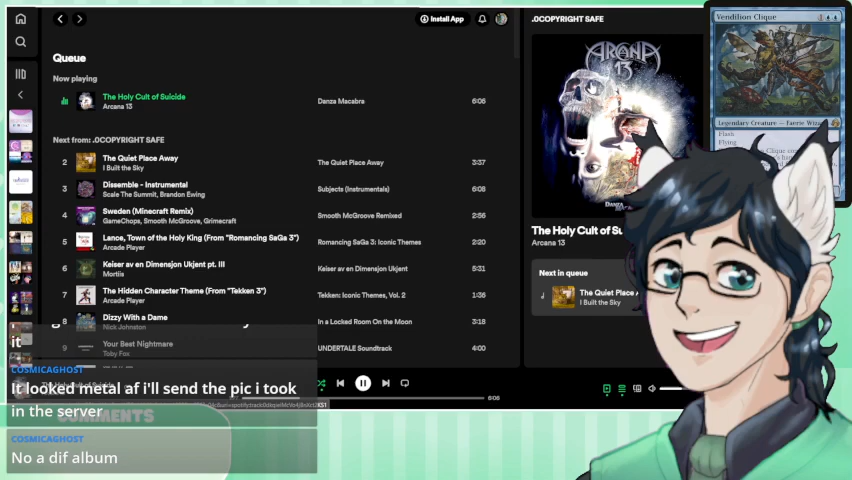 Install App
.0COPYRIGHT SAFE
Vendilion Clique
Queue
Now playing
The Holy Cult of Suicide
Arcana 13
Danza Macabra
6:06
Next from: .0COPYRIGHT SAFE
2
The Quiet Place Away
I Built the Sky
The Quiet Place Away
3:37
3
Dissemble - Instrumental
Scale The Summit, Brandon Ewing
Subjects (Instrumentals)
6:08
4
Sweden (Minecraft Remix)
GameChops, Smooth McGroove, Grimecraft
Smooth McGroove Remixed
2:56
5
Lance, Town of the Holy King (From "Romancing SaGa 3")
Arcade Player
Romancing SaGa 3: Iconic Themes
2:20
6
Keiser av en Dimensjon Ukjent pt. III
Mortiis
Keiser av en Dimensjon Ukjent
5:31
7
The Hidden Character Theme (From "Tekken 3")
Arcade Player
Tekken: Iconic Themes, Vol. 2
1:36
8
Dizzy With a Dame
Nick Johnston
In a Locked Room On the Moon
3:18
9
Your Best Nightmare
Toby Fox
UNDERTALE Soundtrack
4:00
ARCANA
13
DANZA
Legendary Creature — Faerie Wiza
Flash
Flying
The Holy Cult of Su
Arcana 13
Next in queue
The Quiet Place A
I Built the Sky
6:06
it
COSMICAGHOST
It looked metal af i'll send the pic i took
in the server
COMMENTS
COSMICAGHOST
No a dif album